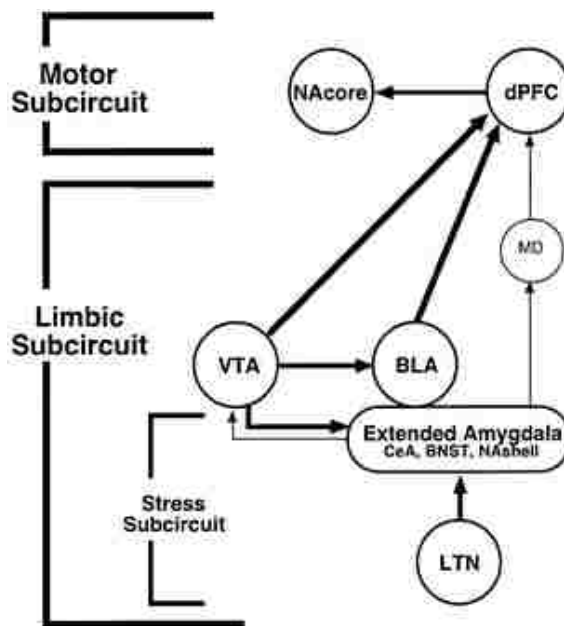 Motor
Subcircuit
NAcore
dPFC
MD
Limbic
Subcircuit
VTA
BLA
Extended Amygdala
CeA, BNST, NAshell
Stress
Subcircuit
LTN